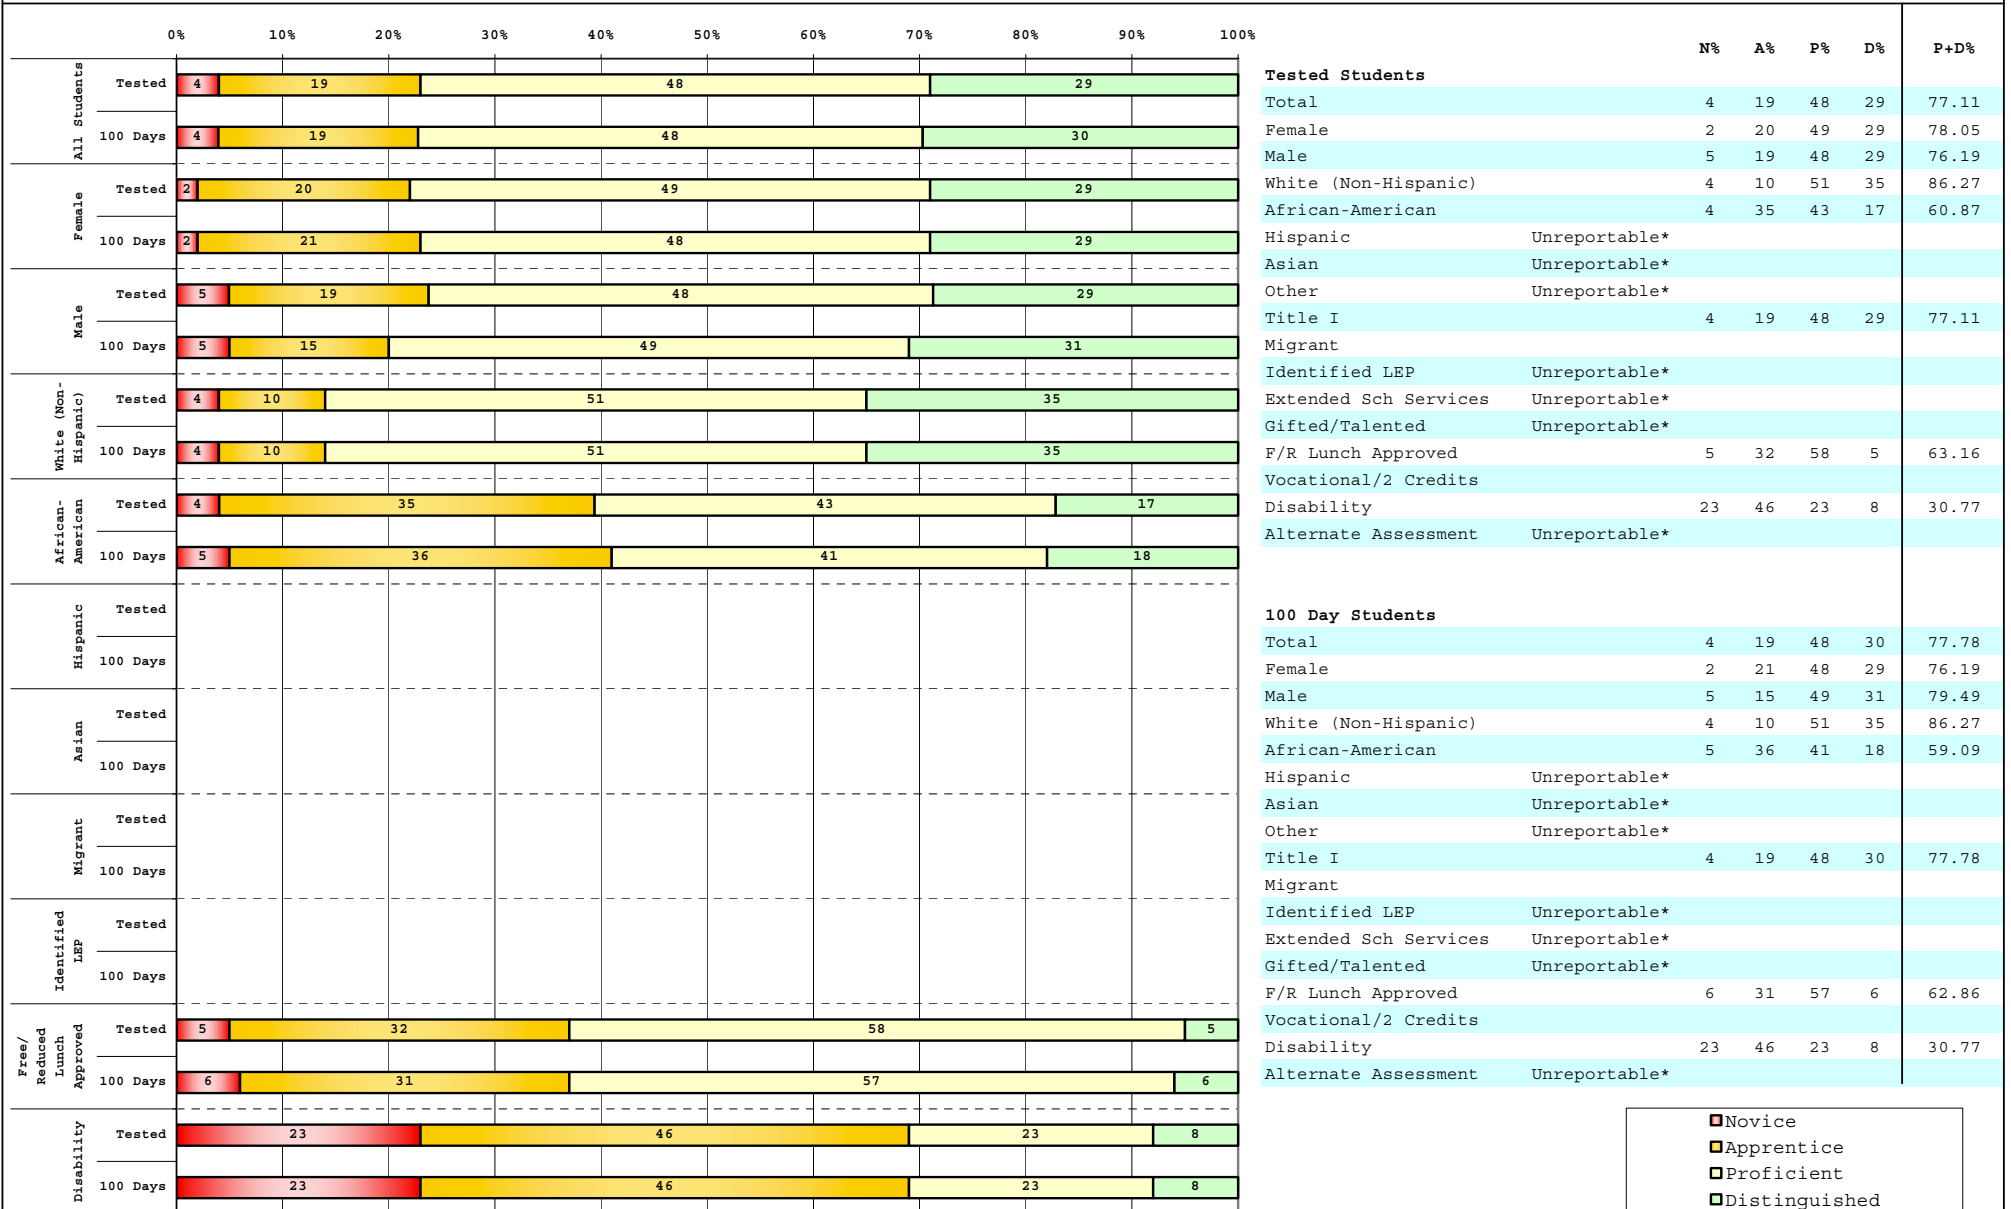 0% 10% 20% 30% 40% 50% 60% 70% 80% 90% 100%
All Students
Tested 4 19 48 29
100 Days 4 19 48 30
Female
Tested 2 20 49 29
100 Days 2 21 48 29
Male
Tested 5 19 48 29
100 Days 5 15 49 31
White (Non-
Hispanic)
Tested 4 10 51 35
100 Days 4 10 51 35
African-
American
Tested 4 35 43 17
100 Days 5 36 41 18
Hispanic
Tested
100 Days
Asian
Tested
100 Days
Migrant
Tested
100 Days
Identified
LEP
Tested
100 Days
Free/
Reduced
Lunch
Approved
Tested 5 32 58 5
100 Days 6 31 57 6
Disability
Tested 23 46 23 8
100 Days 23 46 23 8
N% A% P% D% P+D%
Tested Students
Total 4 19 48 29 77.11
Female 2 20 49 29 78.05
Male 5 19 48 29 76.19
White (Non-Hispanic) 4 10 51 35 86.27
African-American 4 35 43 17 60.87
Hispanic Unreportable*
Asian Unreportable*
Other Unreportable*
Title I 4 19 48 29 77.11
Migrant
Identified LEP Unreportable*
Extended Sch Services Unreportable*
Gifted/Talented Unreportable*
F/R Lunch Approved 5 32 58 5 63.16
Vocational/2 Credits
Disability 23 46 23 8 30.77
Alternate Assessment Unreportable*
100 Day Students
Total 4 19 48 30 77.78
Female 2 21 48 29 76.19
Male 5 15 49 31 79.49
White (Non-Hispanic) 4 10 51 35 86.27
African-American 5 36 41 18 59.09
Hispanic Unreportable*
Asian Unreportable*
Other Unreportable*
Title I 4 19 48 30 77.78
Migrant
Identified LEP Unreportable*
Extended Sch Services Unreportable*
Gifted/Talented Unreportable*
F/R Lunch Approved 6 31 57 6 62.86
Vocational/2 Credits
Disability 23 46 23 8 30.77
Alternate Assessment Unreportable*
Novice
Apprentice
Proficient
Distinguished